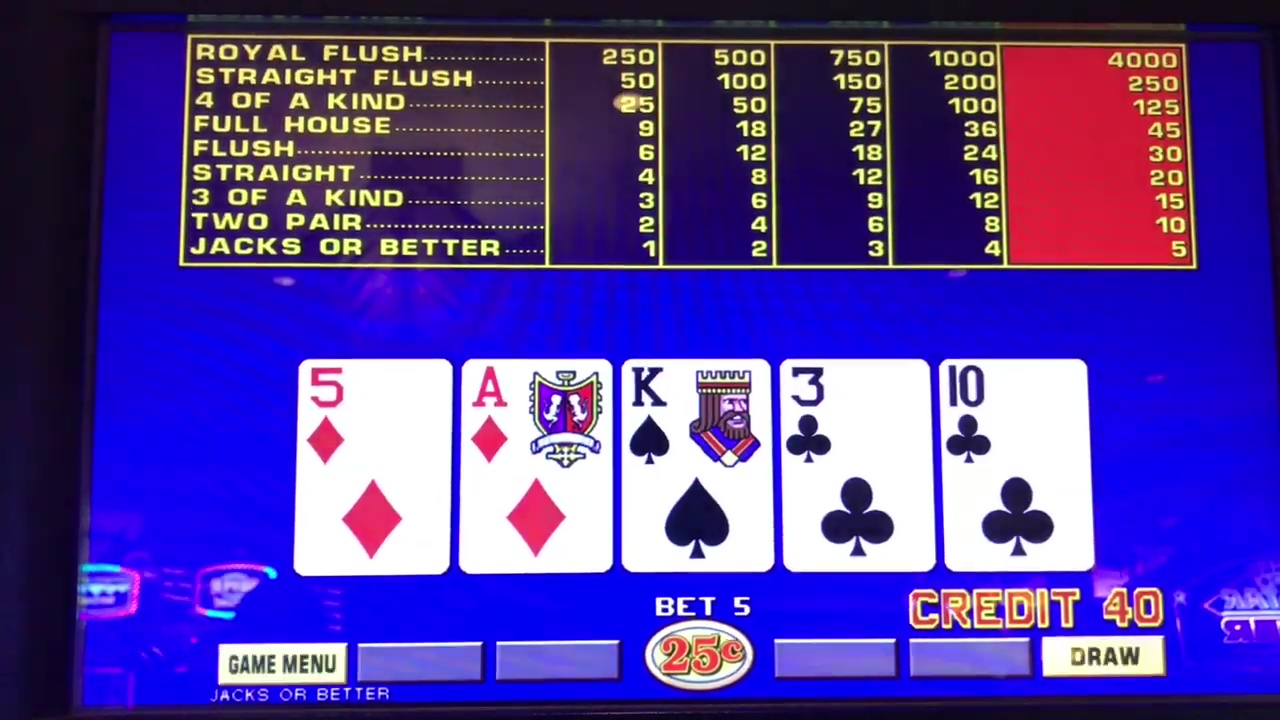 ROYAL FLUSH 250 500 750 1000 4000
STRAIGHT FLUSH 50 100 150 200 250
4 OF A KIND 25 50 75 100 125
FULL HOUSE 9 18 27 36 45
FLUSH 6 12 18 24 30
STRAIGHT 4 8 12 16 20
3 OF A KIND 3 6 9 12 15
TWO PAIR 2 4 6 8 10
JACKS OR BETTER 1 2 3 4 5
5 A K 3 10
BET 5
CREDIT 40
GAME MENU 25¢ DRAW
JACKS OR BETTER